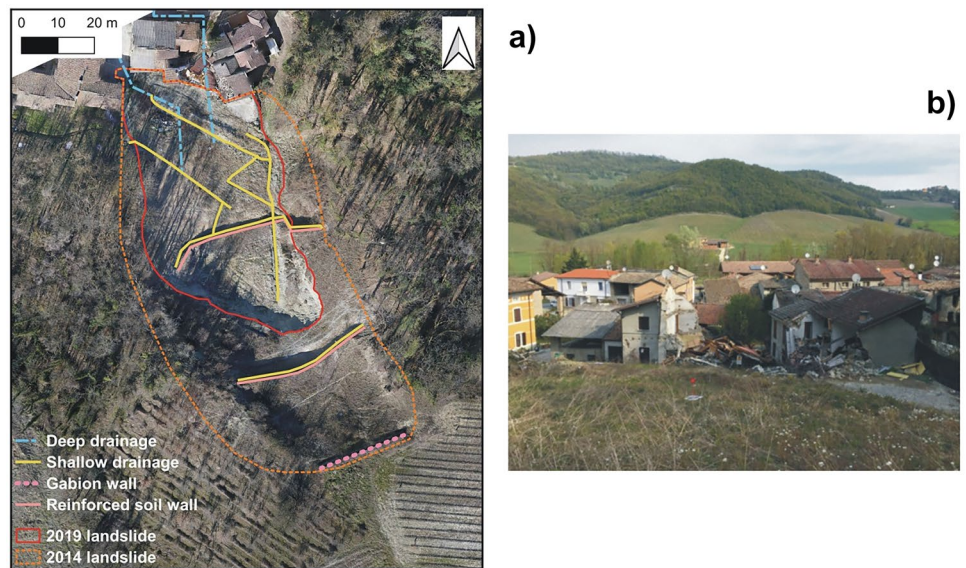 0 10 20 m
a)
b)
Deep drainage
Shallow drainage
Gabion wall
Reinforced soil wall
2019 landslide
2014 landslide